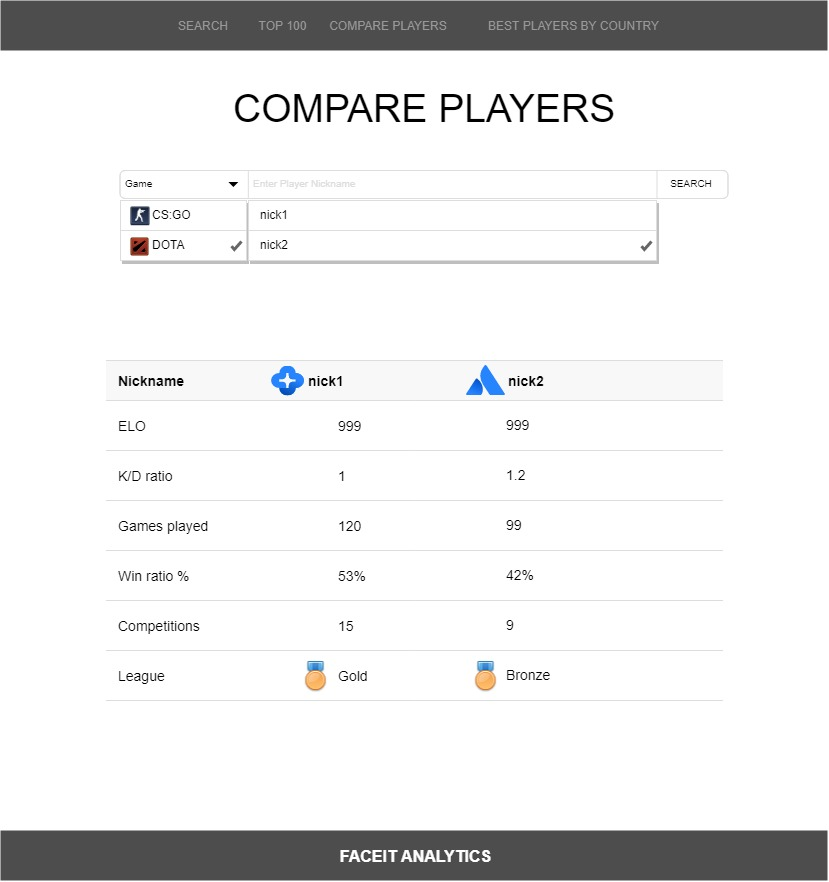 SEARCH TOP 100 COMPARE PLAYERS BEST PLAYERS BY COUNTRY
COMPARE PLAYERS
Game Enter Player Nickname SEARCH
CS:GO nick1
DOTA nick2
Nickname nick1 nick2
ELO 999 999
K/D ratio 1 1.2
Games played 120 99
Win ratio % 53% 42%
Competitions 15 9
League Gold Bronze
FACEIT ANALYTICS